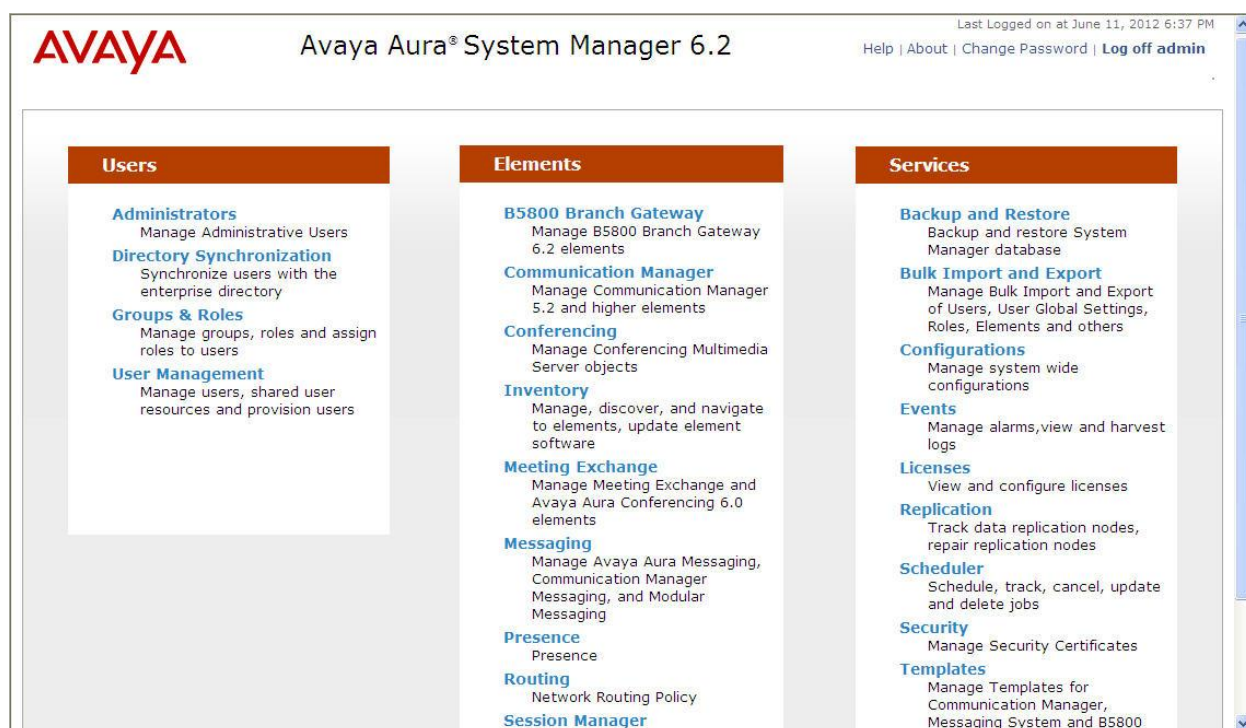 Last Logged on at June 11, 2012 6:37 PM
AVAYA
Avaya Aura® System Manager 6.2
Help | About | Change Password | Log off admin
Users
Administrators
Manage Administrative Users
Directory Synchronization
Synchronize users with the
enterprise directory
Groups & Roles
Manage groups, roles and assign
roles to users
User Management
Manage users, shared user
resources and provision users
Elements
B5800 Branch Gateway
Manage B5800 Branch Gateway
6.2 elements
Communication Manager
Manage Communication Manager
5.2 and higher elements
Conferencing
Manage Conferencing Multimedia
Server objects
Inventory
Manage, discover, and navigate
to elements, update element
software
Meeting Exchange
Manage Meeting Exchange and
Avaya Aura Conferencing 6.0
elements
Messaging
Manage Avaya Aura Messaging,
Communication Manager
Messaging, and Modular
Messaging
Presence
Presence
Routing
Network Routing Policy
Session Manager
Services
Backup and Restore
Backup and restore System
Manager database
Bulk Import and Export
Manage Bulk Import and Export
of Users, User Global Settings,
Roles, Elements and others
Configurations
Manage system wide
configurations
Events
Manage alarms,view and harvest
logs
Licenses
View and configure licenses
Replication
Track data replication nodes,
repair replication nodes
Scheduler
Schedule, track, cancel, update
and delete jobs
Security
Manage Security Certificates
Templates
Manage Templates for
Communication Manager,
Messaging System and B5800